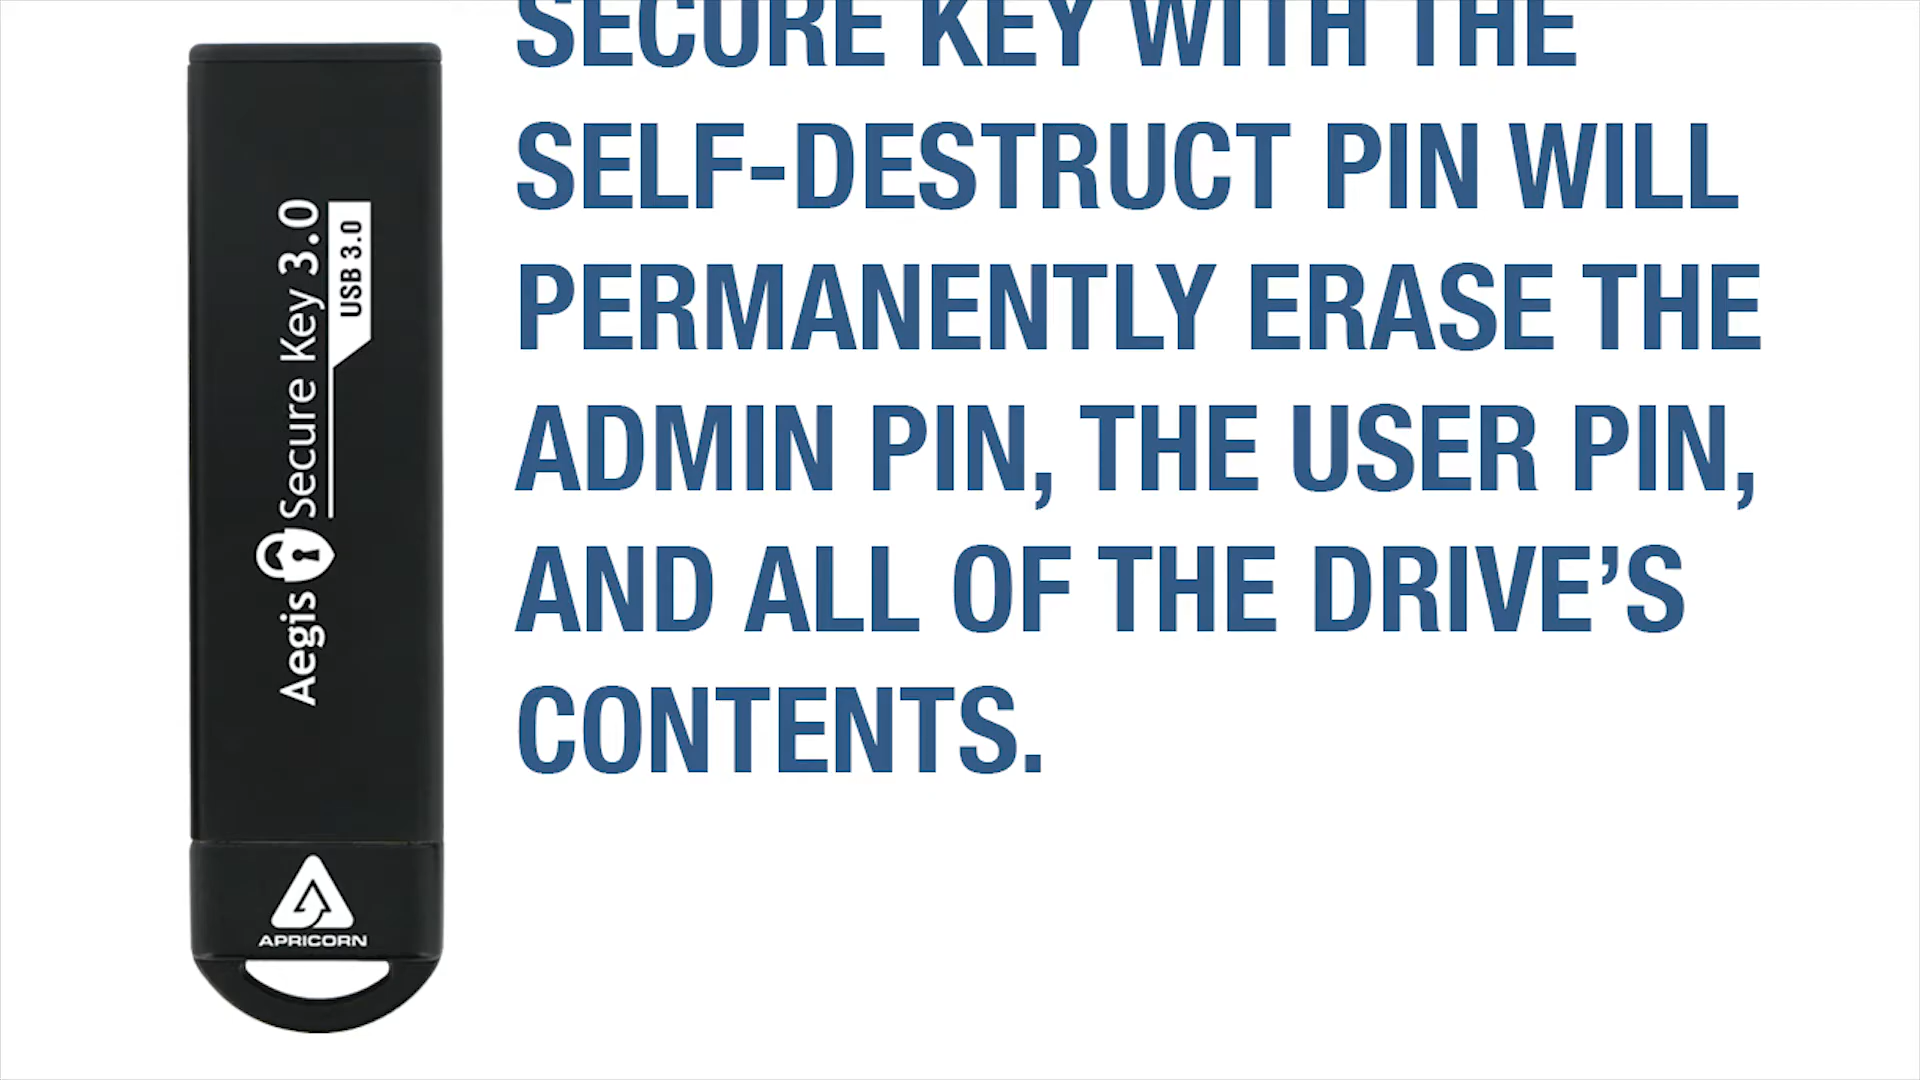 SECURE KEY WITH THE
SELF-DESTRUCT PIN WILL
PERMANENTLY ERASE THE
ADMIN PIN, THE USER PIN,
AND ALL OF THE DRIVE’S
CONTENTS.
Aegis Secure Key 3.0
USB 3.0
APRICORN